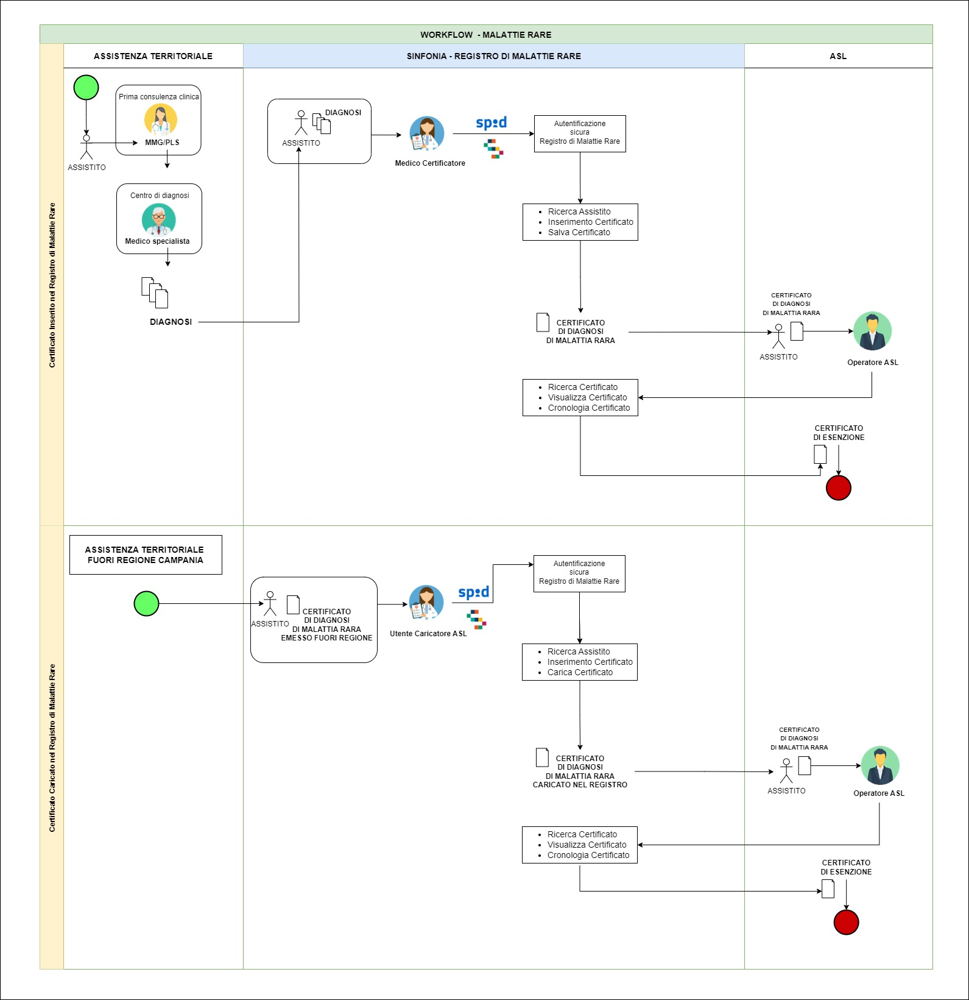 WORKFLOW - MALATTIE RARE
ASSISTENZA TERRITORIALE
SINFONIA - REGISTRO DI MALATTIE RARE
ASL
Certificato Inserito nel Registro di Malattie Rare
Prima consulenza clinica
MMG/PLS
ASSISTITO
Centro di diagnosi
Medico specialista
DIAGNOSI
DIAGNOSI
ASSISTITO
Medico Certificatore
spid
Autentificazione
sicura
Registro di Malattie Rare
• Ricerca Assistito
• Inserimento Certificato
• Salva Certificato
CERTIFICATO
DI DIAGNOSI
DI MALATTIA RARA
CERTIFICATO
DI DIAGNOSI
DI MALATTIA RARA
ASSISTITO
Operatore ASL
• Ricerca Certificato
• Visualizza Certificato
• Cronologia Certificato
CERTIFICATO
DI ESENZIONE
Certificato Caricato nel Registro di Malattie Rare
ASSISTENZA TERRITORIALE
FUORI REGIONE CAMPANIA
ASSISTITO
CERTIFICATO
DI DIAGNOSI
DI MALATTIA RARA
EMESSO FUORI REGIONE
Utente Caricatore ASL
spid
Autentificazione
sicura
Registro di Malattie Rare
• Ricerca Assistito
• Inserimento Certificato
• Carica Certificato
CERTIFICATO
DI DIAGNOSI
DI MALATTIA RARA
CARICATO NEL REGISTRO
CERTIFICATO
DI DIAGNOSI
DI MALATTIA RARA
ASSISTITO
Operatore ASL
• Ricerca Certificato
• Visualizza Certificato
• Cronologia Certificato
CERTIFICATO
DI ESENZIONE